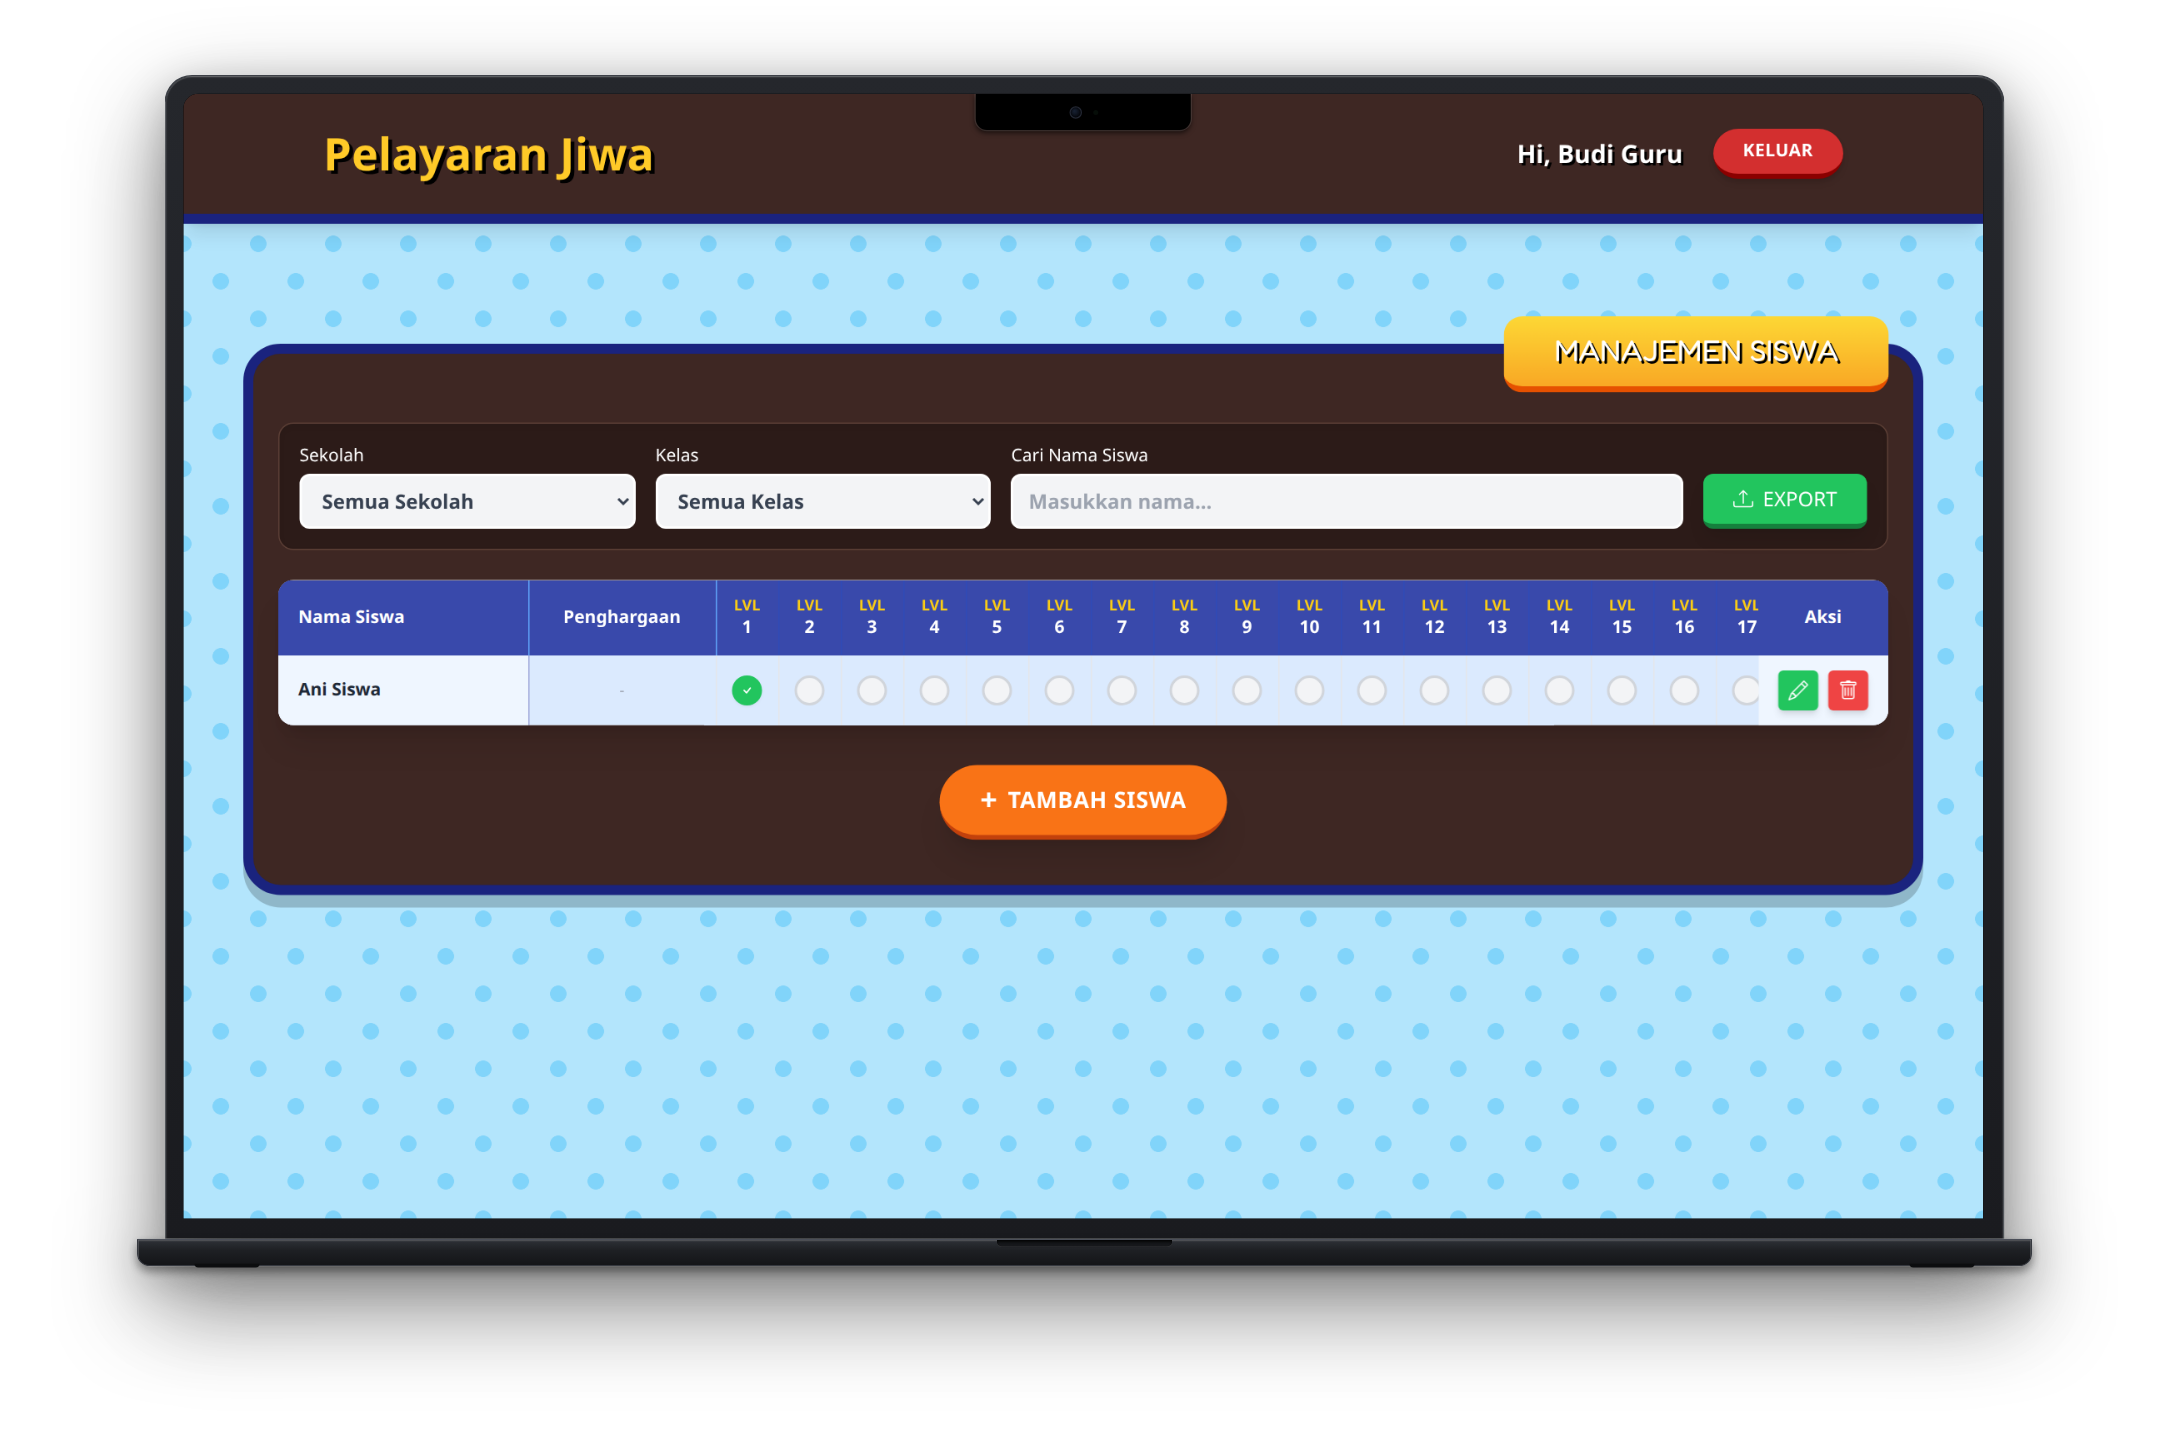 Pelayaran Jiwa
Hi, Budi Guru
KELUAR
MANAJEMEN SISWA
Sekolah
Kelas
Cari Nama Siswa
Semua Sekolah
Semua Kelas
Masukkan nama...
EXPORT
Nama Siswa
Penghargaan
LVL 1
LVL 2
LVL 3
LVL 4
LVL 5
LVL 6
LVL 7
LVL 8
LVL 9
LVL 10
LVL 11
LVL 12
LVL 13
LVL 14
LVL 15
LVL 16
LVL 17
Aksi
Ani Siswa
-
+ TAMBAH SISWA